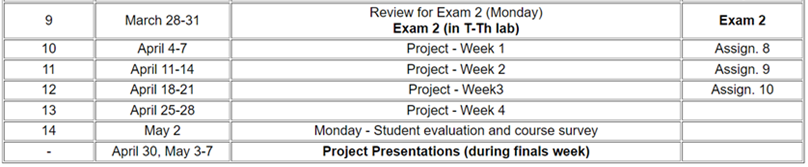 9 March 28-31 Review for Exam 2 (Monday) Exam 2
Exam 2 (in T-Th lab)
10 April 4-7 Project - Week 1 Assign. 8
11 April 11-14 Project - Week 2 Assign. 9
12 April 18-21 Project - Week3 Assign. 10
13 April 25-28 Project - Week 4
14 May 2 Monday - Student evaluation and course survey
- April 30, May 3-7 Project Presentations (during finals week)